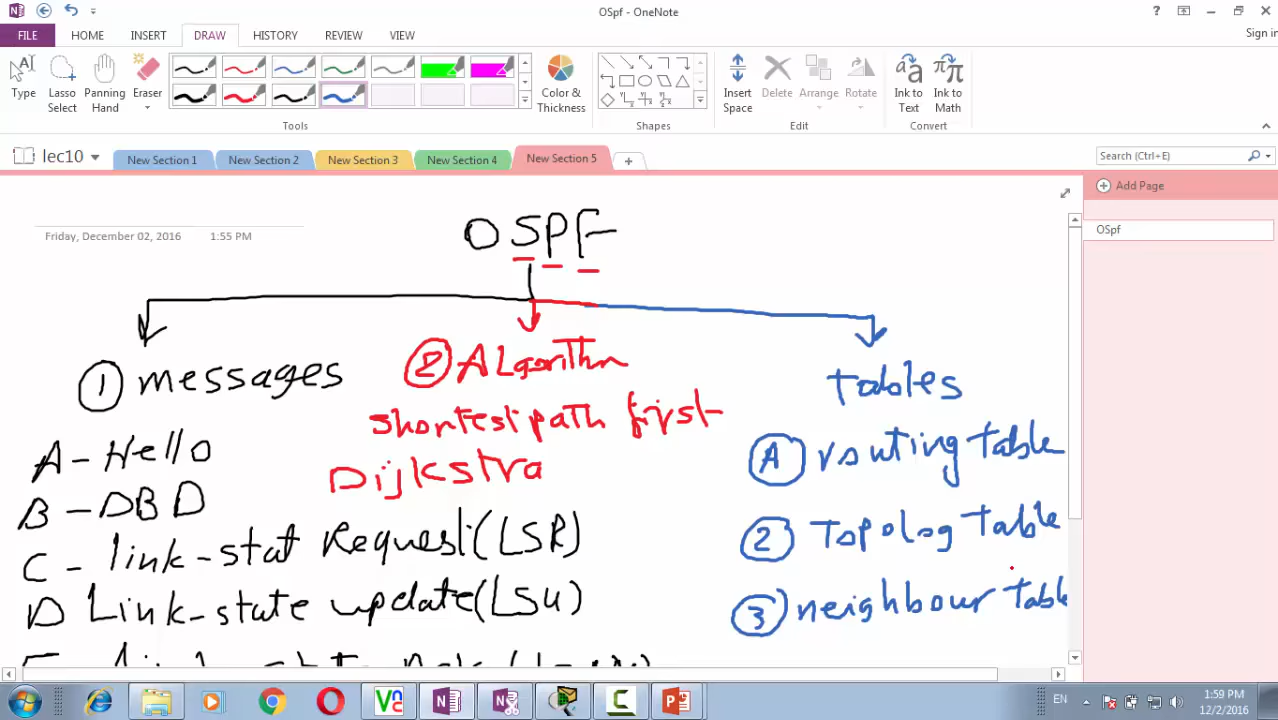 OSpf - OneNote
Sign in
FILE HOME INSERT DRAW HISTORY REVIEW VIEW
Type
Lasso Select
Panning Hand
Eraser
Color & Thickness
Insert Space
Delete
Arrange
Rotate
Ink to Text
Ink to Math
Tools
Shapes
Edit
Convert
lec10
New Section 1
New Section 2
New Section 3
New Section 4
New Section 5
Search (Ctrl+E)
Add Page
OSpf
Friday, December 02, 2016 1:55 PM
OSPF
1 messages
A - Hello
B - DBD
C - link-stat Request (LSR)
D Link-state update (LSU)
2 Algorithm
shortest path first
Dijkstra
tables
A routing table
2 Topolog Table
3 neighbour tabl
EN
1:59 PM
12/2/2016